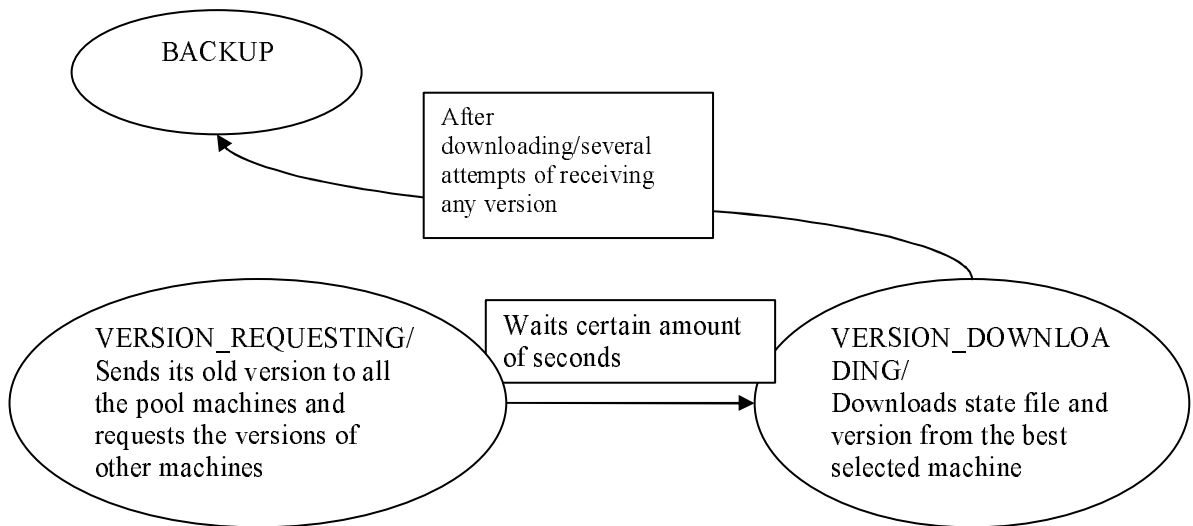 BACKUP
After
downloading/several
attempts of receiving
any version
VERSION_REQUESTING/
Sends its old version to all
the pool machines and
requests the versions of
other machines
Waits certain amount
of seconds
VERSION_DOWNLOA
DING/
Downloads state file and
version from the best
selected machine